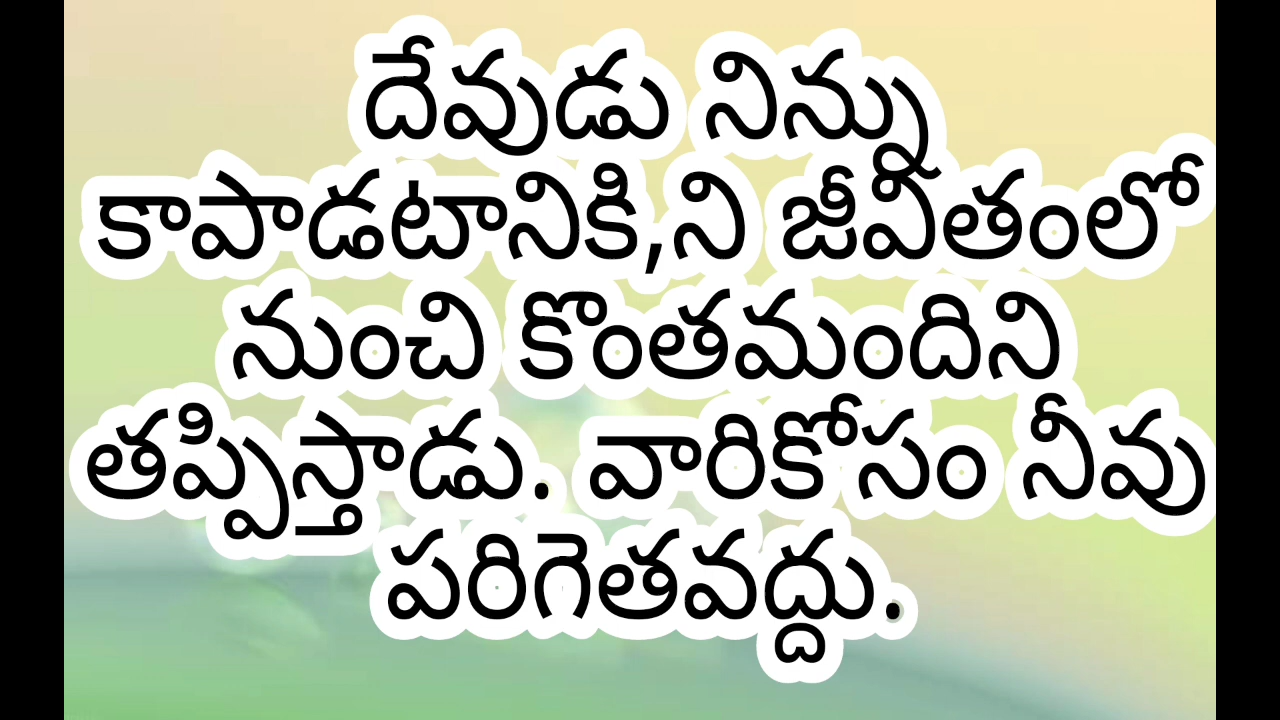 దేవుడు నిన్ను
కాపాడటానికి,ని జీవితంలో
నుంచి కొంతమందిని
తప్పిస్తాడు. వారికోసం నీవు
పరిగెతవద్దు.